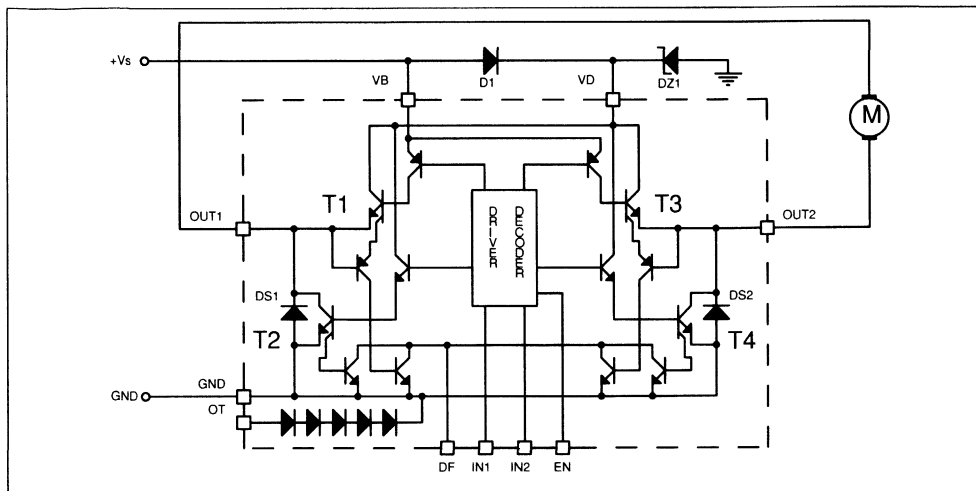 +Vs
VB
D1
VD
DZ1
M
T1
DRIVER
DECODER
T3
OUT1
OUT2
DS1
DS2
T2
T4
GND
GND
OT
DF
IN1
IN2
EN